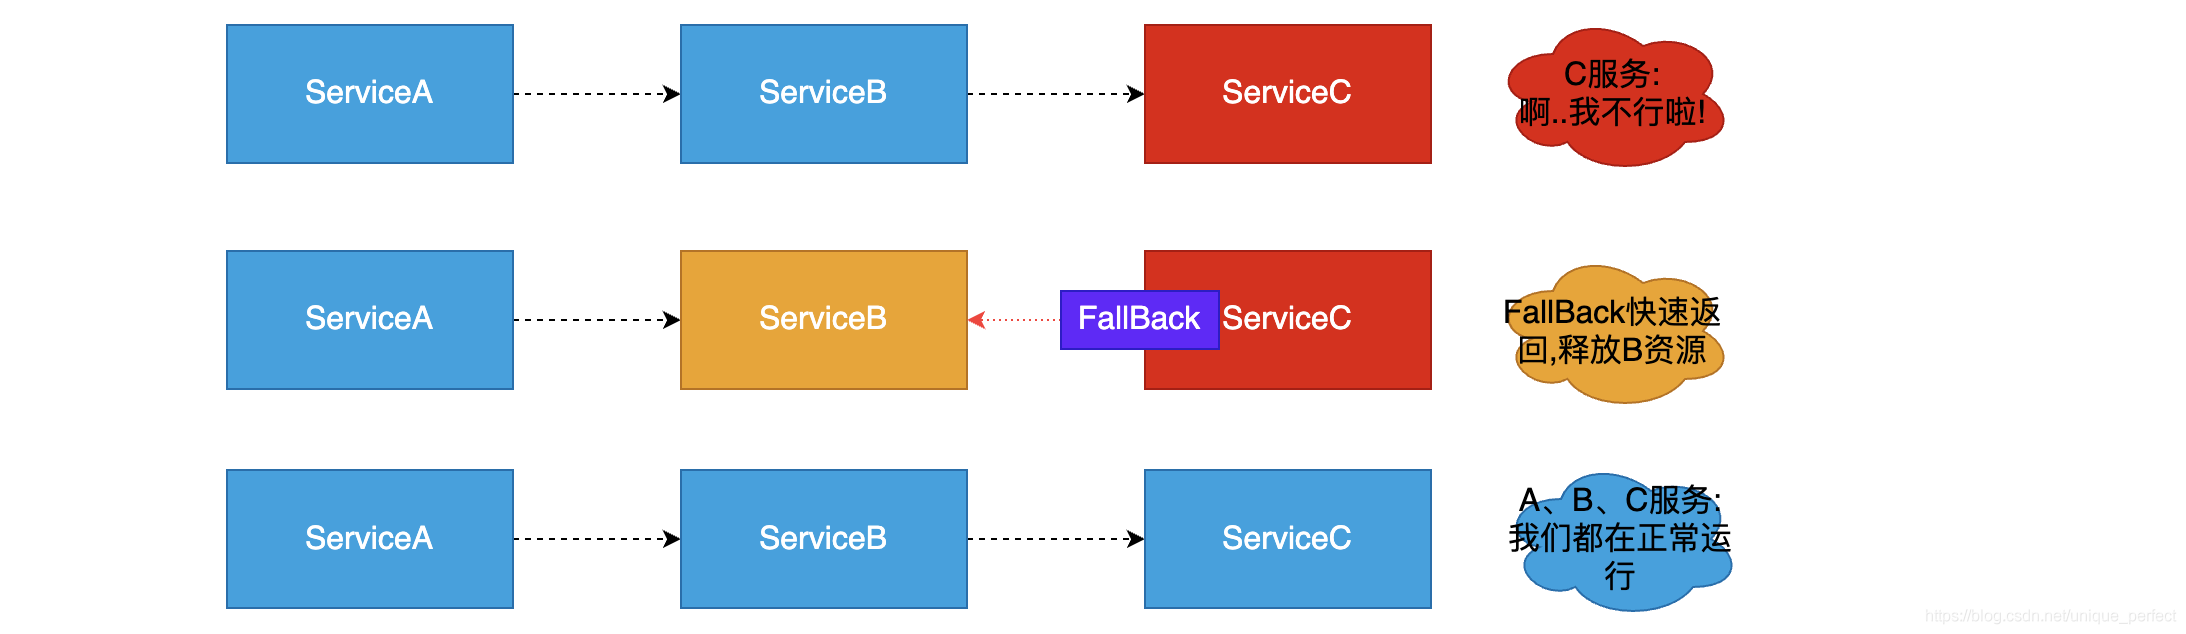 ServiceA
ServiceB
ServiceC
C服务:
啊..我不行啦!
ServiceA
ServiceB
FallBack
ServiceC
FallBack快速返
回,释放B资源
ServiceA
ServiceB
ServiceC
A、B、C服务:
我们都在正常运
行
https://blog.csdn.net/unique_perfect